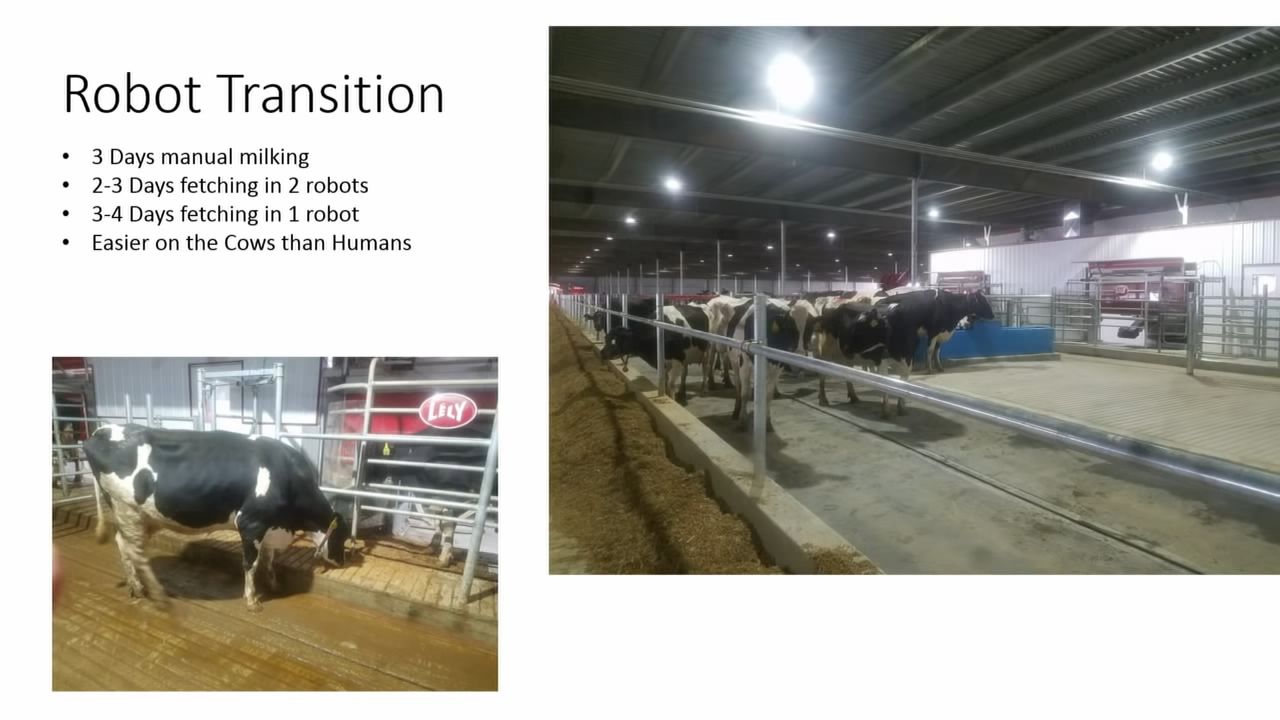 Robot Transition
• 3 Days manual milking
• 2-3 Days fetching in 2 robots
• 3-4 Days fetching in 1 robot
• Easier on the Cows than Humans
LELY